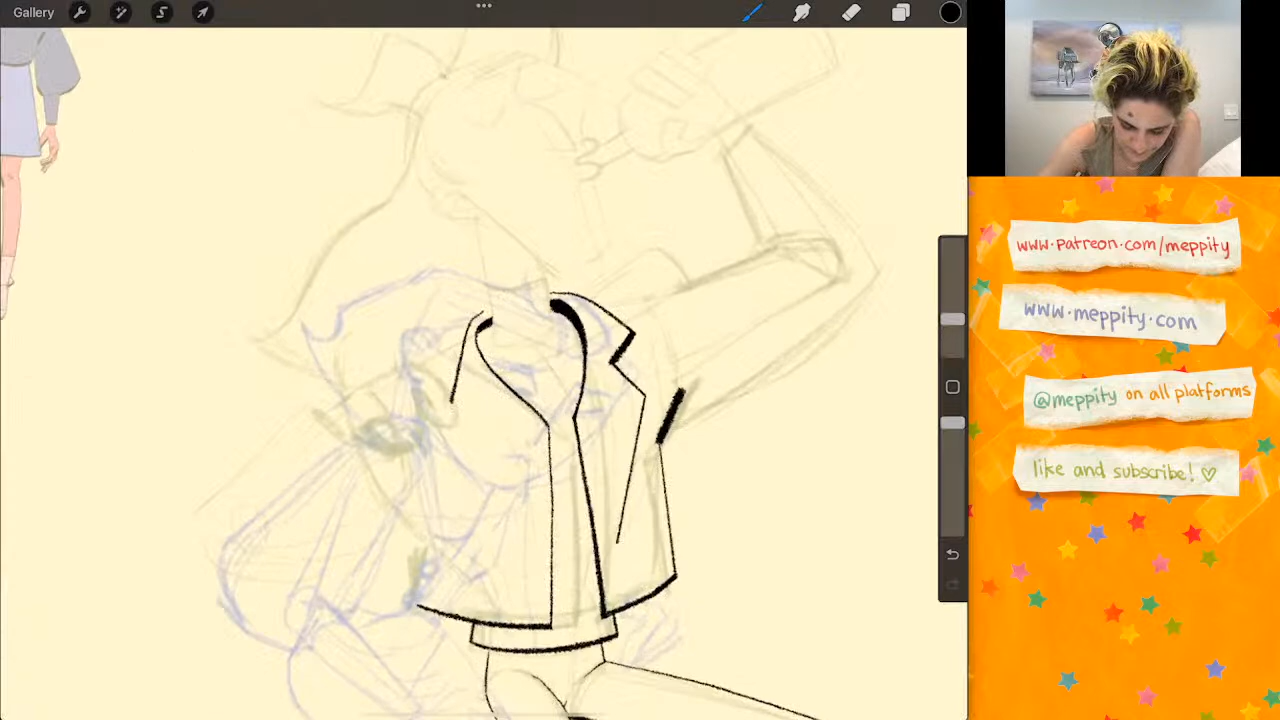 Gallery
www.patreon.com/meppity
www.meppity.com
@meppity on all platforms
like and subscribe! ♡